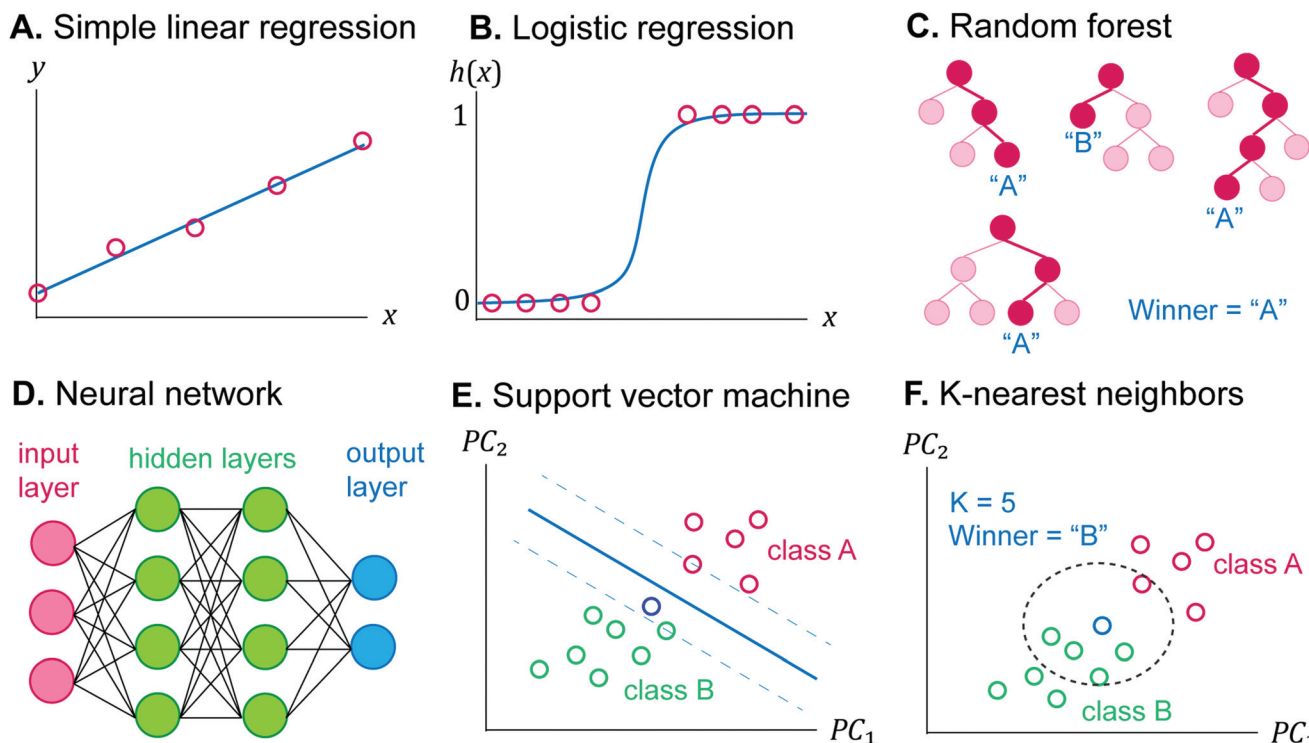 A. Simple linear regression
y
x
B. Logistic regression
h(x)
1
0
x
C. Random forest
“A”
“B”
“A”
“A”
Winner = “A”
D. Neural network
input
layer
hidden layers
output
layer
E. Support vector machine
PC₂
class A
class B
PC₁
F. K-nearest neighbors
PC₂
K = 5
Winner = “B”
class A
class B
PC